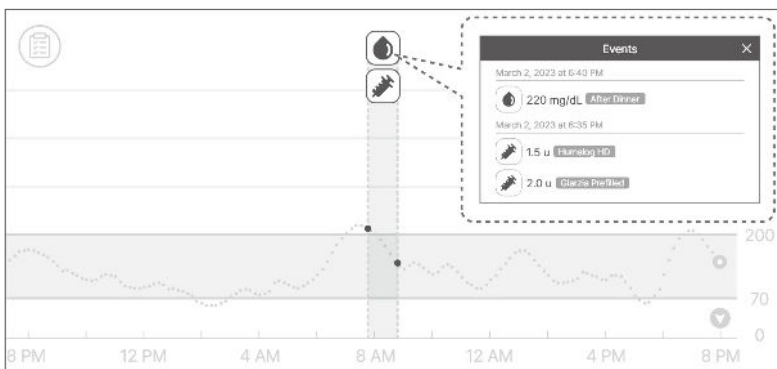 Events
March 2, 2023 at 6:40 PM
220 mg/dL After Dinner
March 2, 2023 at 6:35 PM
1.5 u Humalog HD
2.0 u Glarzia Prefilled
200
70
0
8 PM 12 PM 4 AM 8 AM 12 AM 4 PM 8 PM